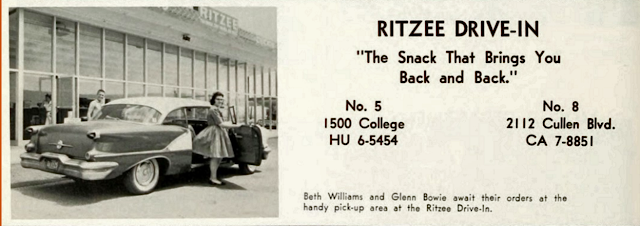 RITZEE
RITZEE DRIVE-IN
"The Snack That Brings You
Back and Back."
No. 5
1500 College
HU 6-5454
No. 8
2112 Cullen Blvd.
CA 7-8851
Beth Williams and Glenn Bowie await their orders at the
handy pick-up area at the Ritzee Drive-In.